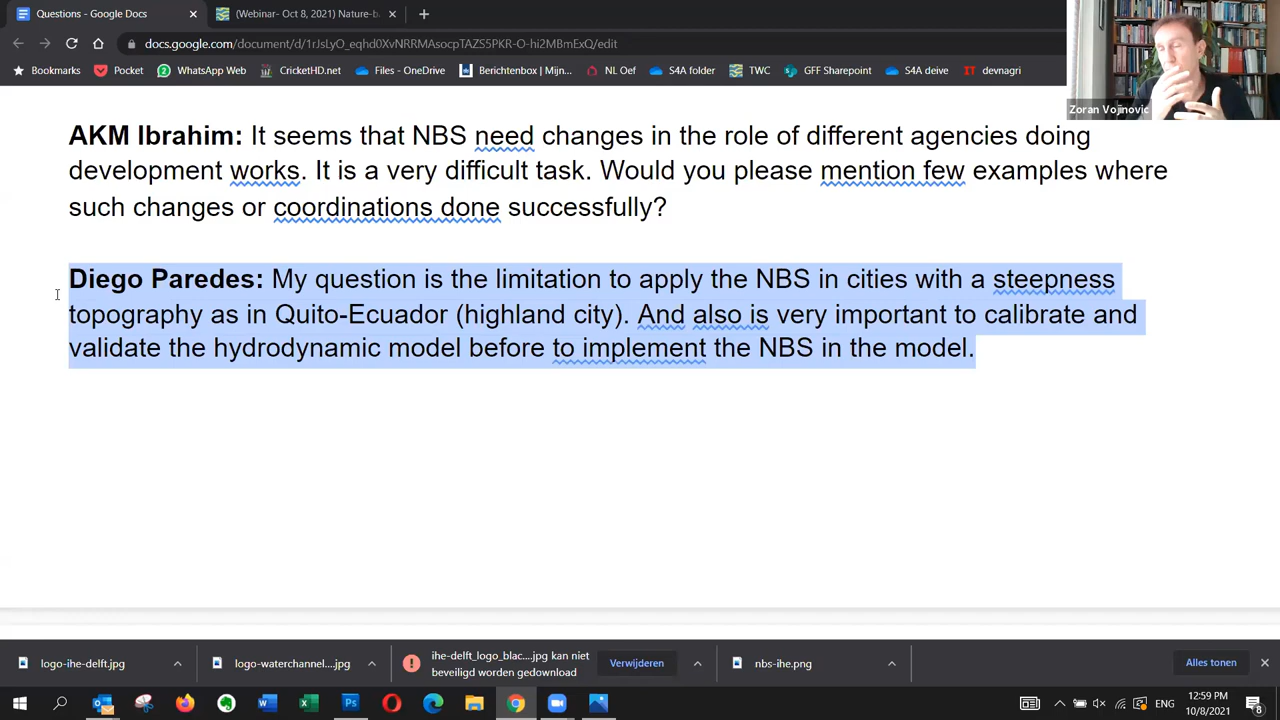 Questions - Google Docs
(Webinar- Oct 8, 2021) Nature-b
docs.google.com/document/d/1rJsLyO_eqhd0XvNRRMAsocpTAZS5PKR-O-hi2MBmExQ/edit
Bookmarks Pocket WhatsApp Web CricketHD.net Files - OneDrive Berichtenbox | Mijn... NL Oef S4A folder TWC GFF Sharepoint S4A deive IT devnagri
Zoran Vojinovic
AKM Ibrahim: It seems that NBS need changes in the role of different agencies doing
development works. It is a very difficult task. Would you please mention few examples where
such changes or coordinations done successfully?
Diego Paredes: My question is the limitation to apply the NBS in cities with a steepness
topography as in Quito-Ecuador (highland city). And also is very important to calibrate and
validate the hydrodynamic model before to implement the NBS in the model.
logo-ihe-delft.jpg
logo-waterchannel....jpg
ihe-delft_logo_blac....jpg kan niet
beveiligd worden gedownload
Verwijderen
nbs-ihe.png
Alles tonen
ENG
12:59 PM
10/8/2021
8